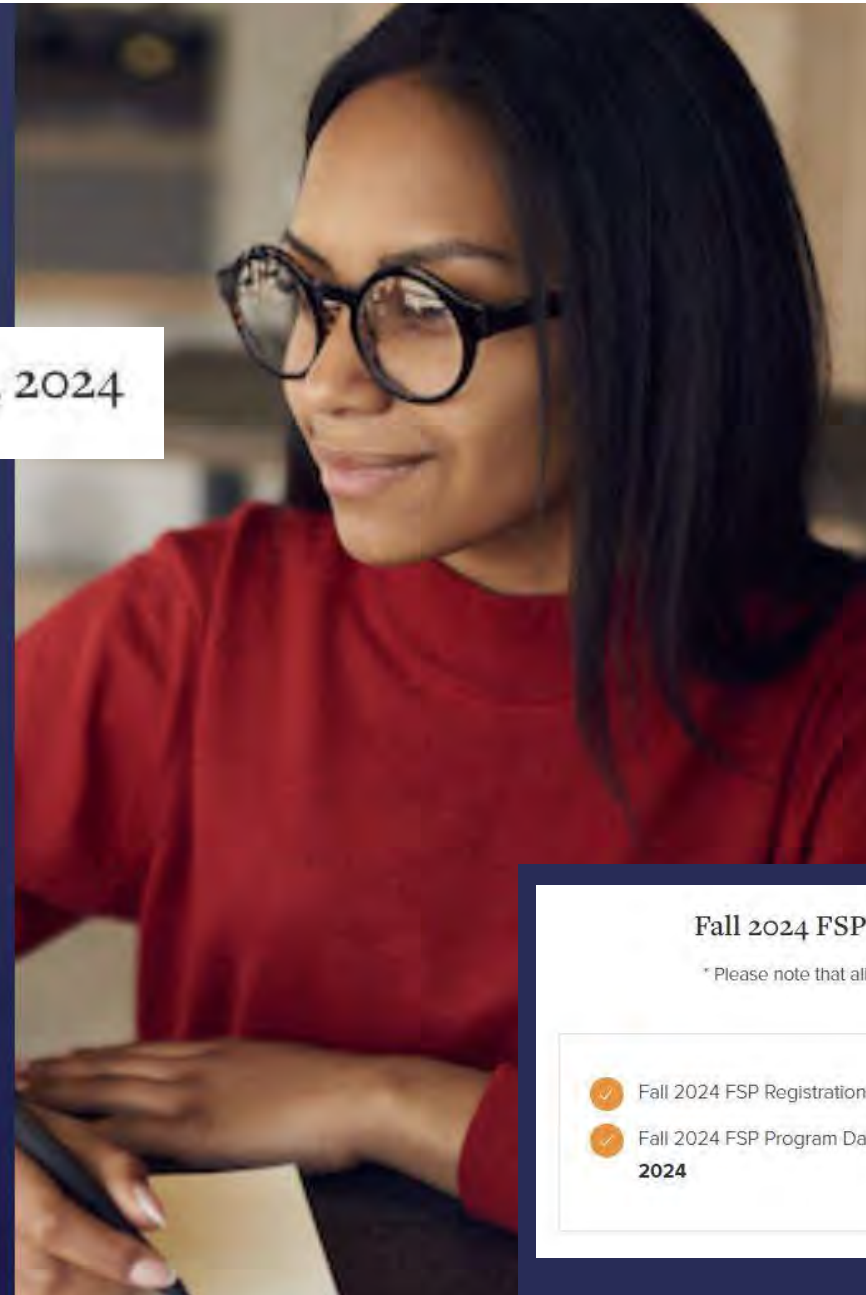 2024
Fall 2024 FSP
* Please note that all
Fall 2024 FSP Registration
Fall 2024 FSP Program Da
2024